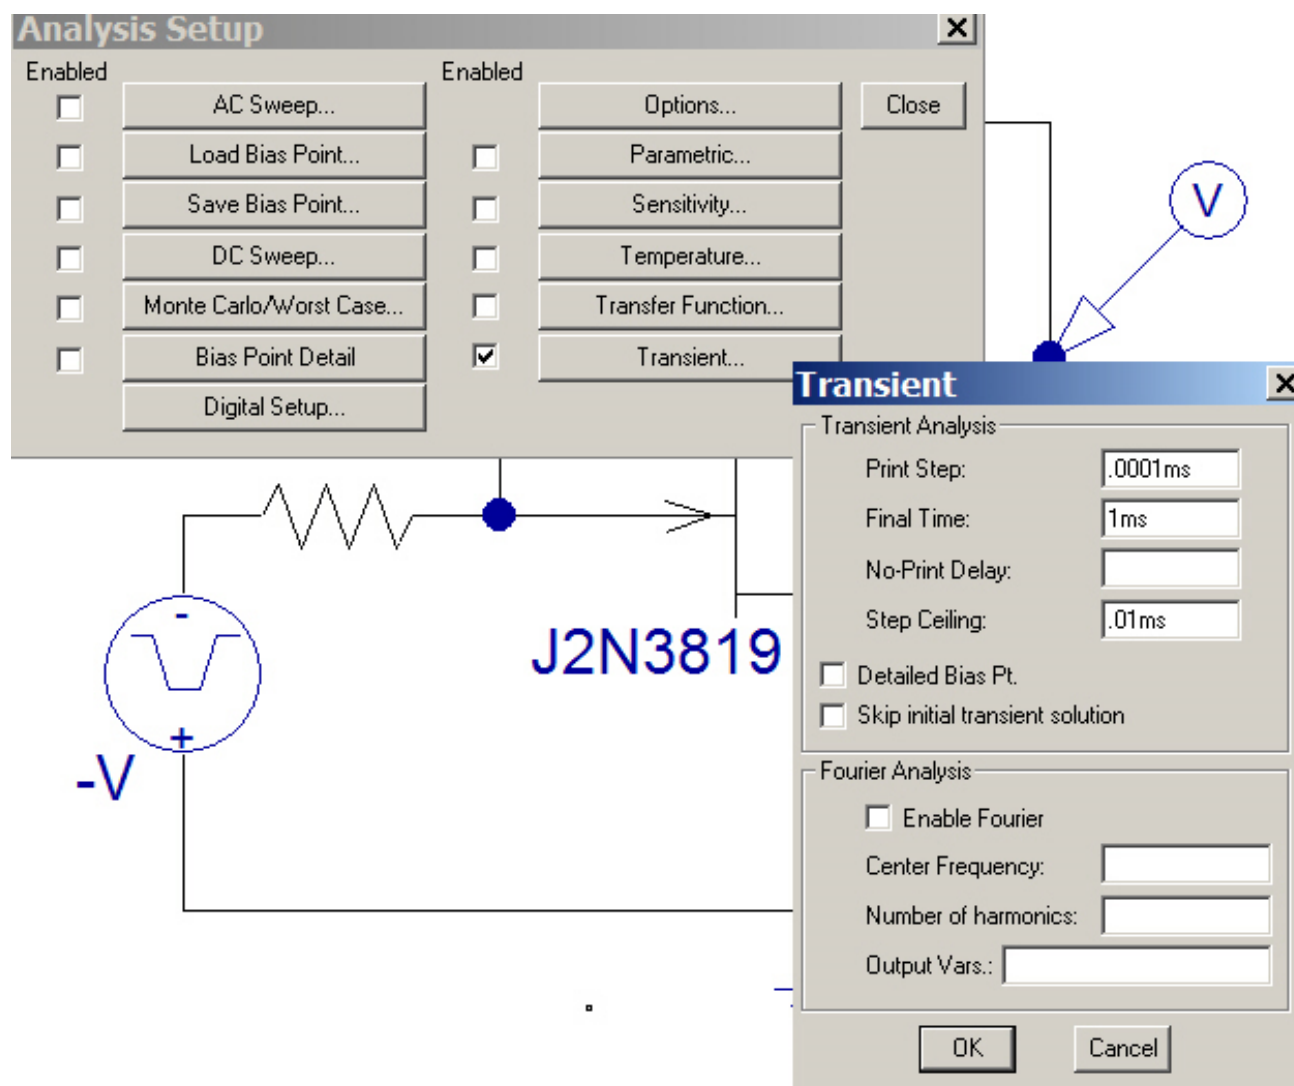 Analysis Setup
Enabled
Enabled
AC Sweep...
Options...
Close
Load Bias Point...
Parametric...
Save Bias Point...
Sensitivity...
DC Sweep...
Temperature...
Monte Carlo/Worst Case...
Transfer Function...
Bias Point Detail
Transient...
Digital Setup...
V
Transient
Transient Analysis
Print Step: .0001ms
Final Time: 1ms
No-Print Delay:
Step Ceiling: .01ms
Detailed Bias Pt.
Skip initial transient solution
Fourier Analysis
Enable Fourier
Center Frequency:
Number of harmonics:
Output Vars.:
OK
Cancel
J2N3819
-
+
-V